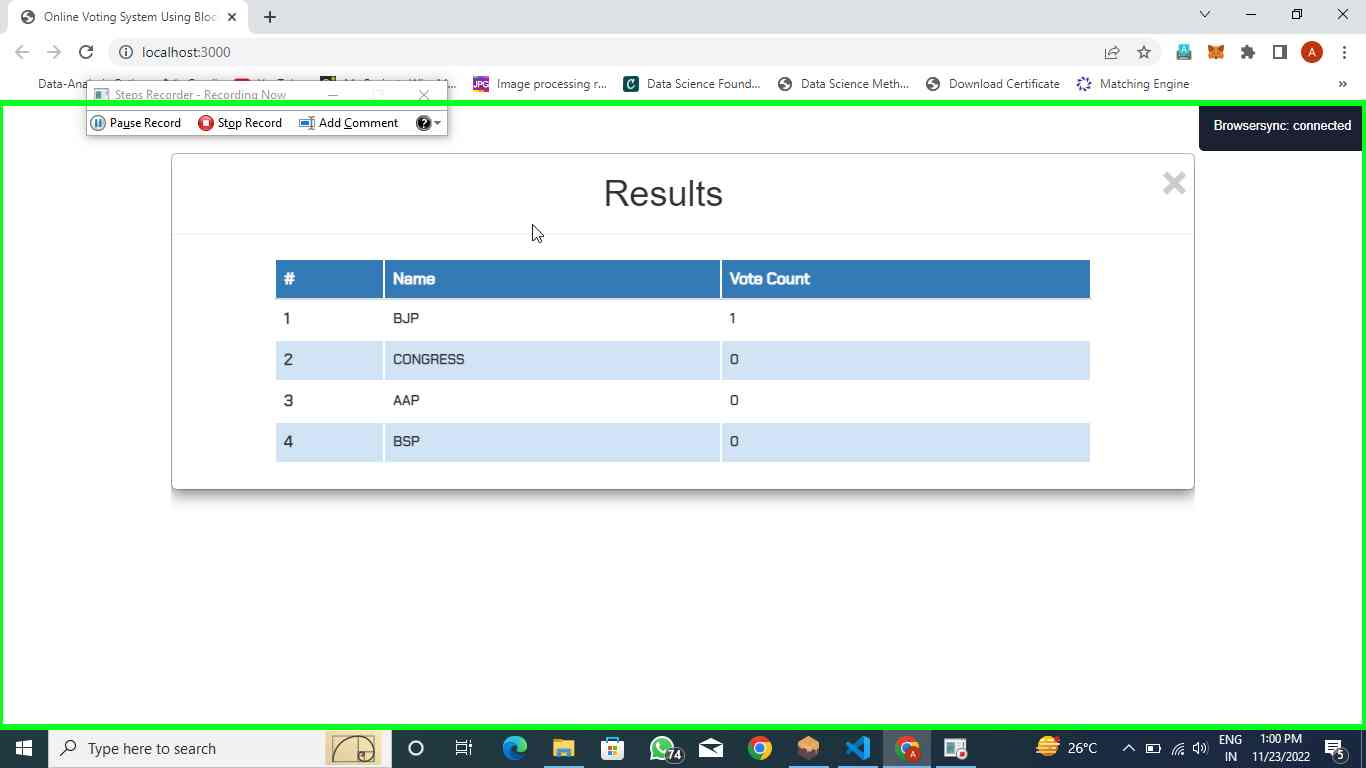 Online Voting System Using Bloc
localhost:3000
A
Image processing r...
Data Science Found...
Data Science Meth...
Download Certificate
Matching Engine
»
Steps Recorder - Recording Now
Pause Record
Stop Record
Add Comment
Browsersync: connected
Results
# Name Vote Count
1 BJP 1
2 CONGRESS 0
3 AAP 0
4 BSP 0
Type here to search
74
26°C
ENG
IN
1:00 PM
11/23/2022
5